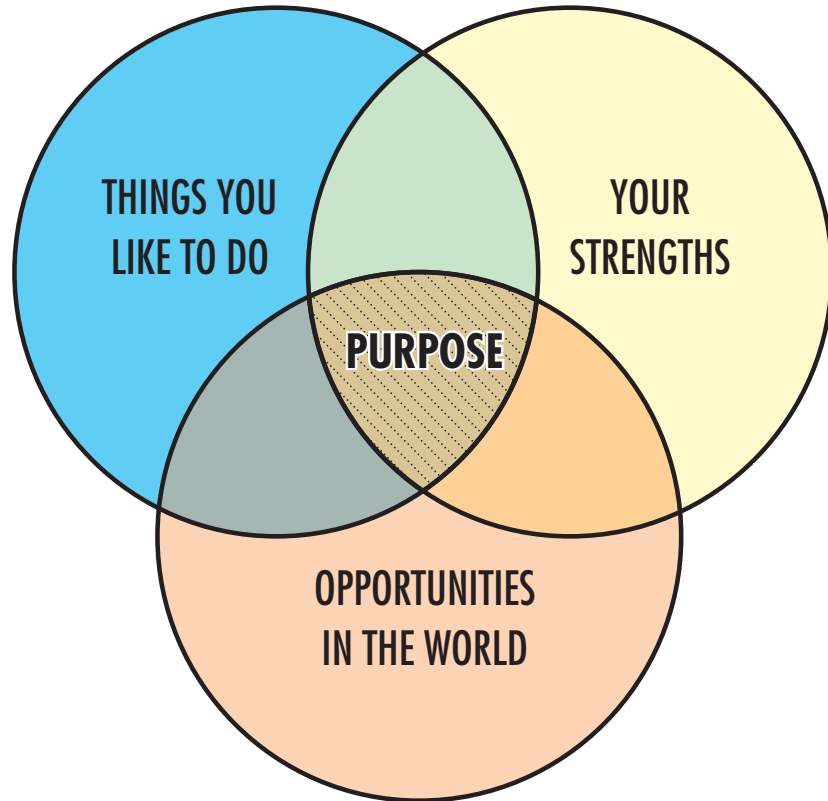 THINGS YOU
LIKE TO DO
YOUR
STRENGTHS
PURPOSE
OPPORTUNITIES
IN THE WORLD